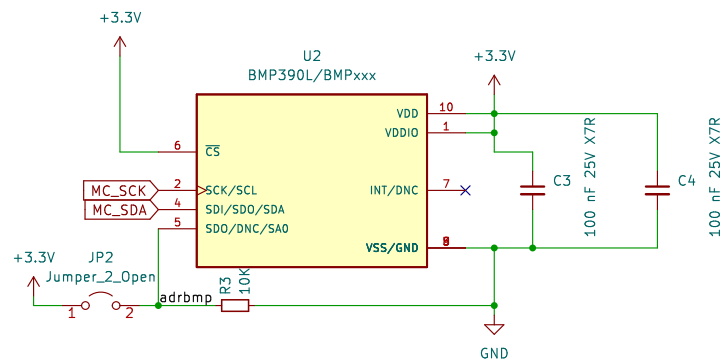 +3.3V
U2
BMP390L/BMPxxx
+3.3V
VDD 10
VDDIO 1
6 CS
C3
100 nF 25V X7R
C4
100 nF 25V X7R
MC_SCK 2 SCK/SCL
INT/DNC 7
MC_SDA 4 SDI/SDO/SDA
5 SDO/DNC/SA0
VSS/GND
+3.3V
JP2
Jumper_2_Open
1 2
adrbmp
R3
10K
GND